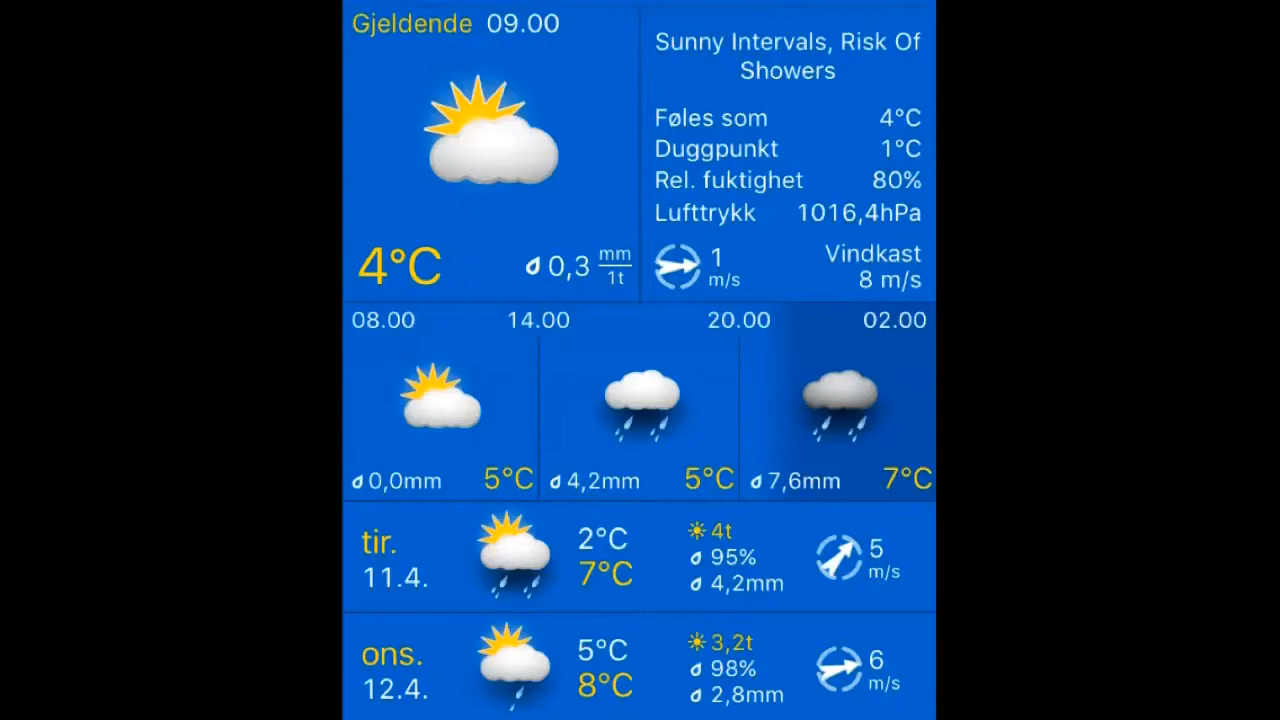 Gjeldende 09.00
4°C 0,3 mm
1t
Sunny Intervals, Risk Of
Showers
Føles som 4°C
Duggpunkt 1°C
Rel. fuktighet 80%
Lufttrykk 1016,4hPa
1 m/s
Vindkast
8 m/s
08.00 14.00 20.00 02.00
0,0mm 5°C 4,2mm 5°C 7,6mm 7°C
tir.
11.4.
2°C
7°C
4t
95%
4,2mm
5
m/s
ons.
12.4.
5°C
8°C
3,2t
98%
2,8mm
6
m/s